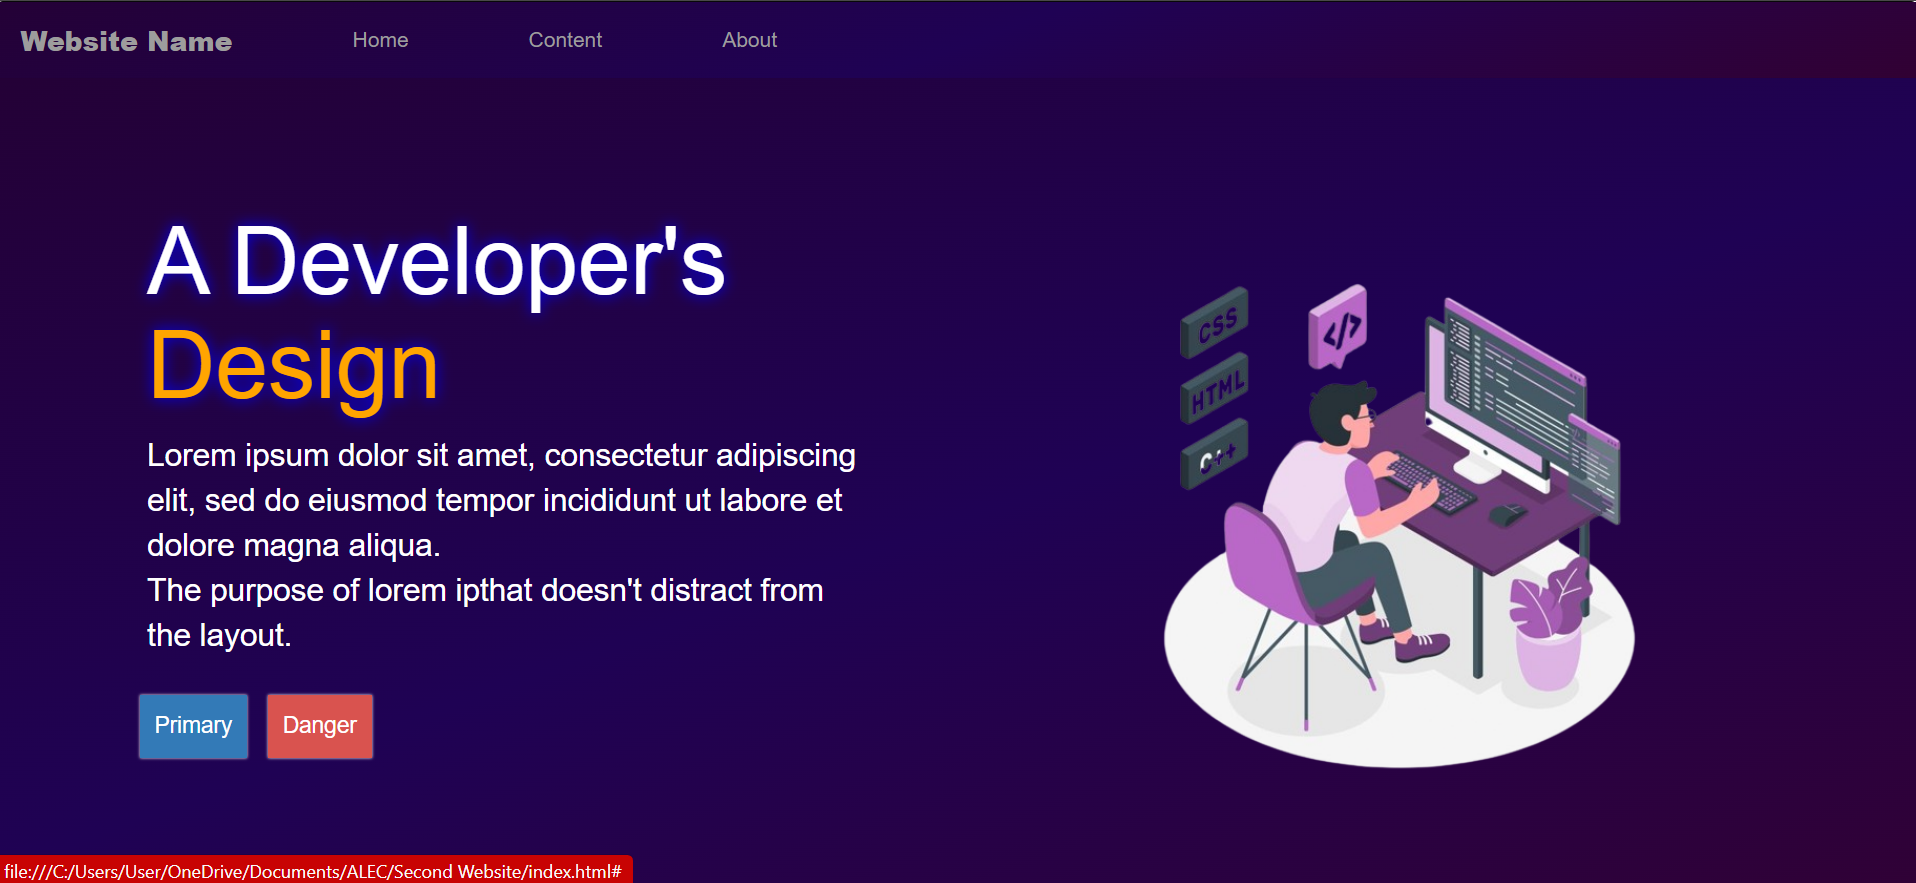 Website Name Home Content About
A Developer's
Design
Lorem ipsum dolor sit amet, consectetur adipiscing
elit, sed do eiusmod tempor incididunt ut labore et
dolore magna aliqua.
The purpose of lorem ipthat doesn't distract from
the layout.
Primary Danger
CSS
</>
HTML
C++
file:///C:/Users/User/OneDrive/Documents/ALEC/Second Website/index.html#